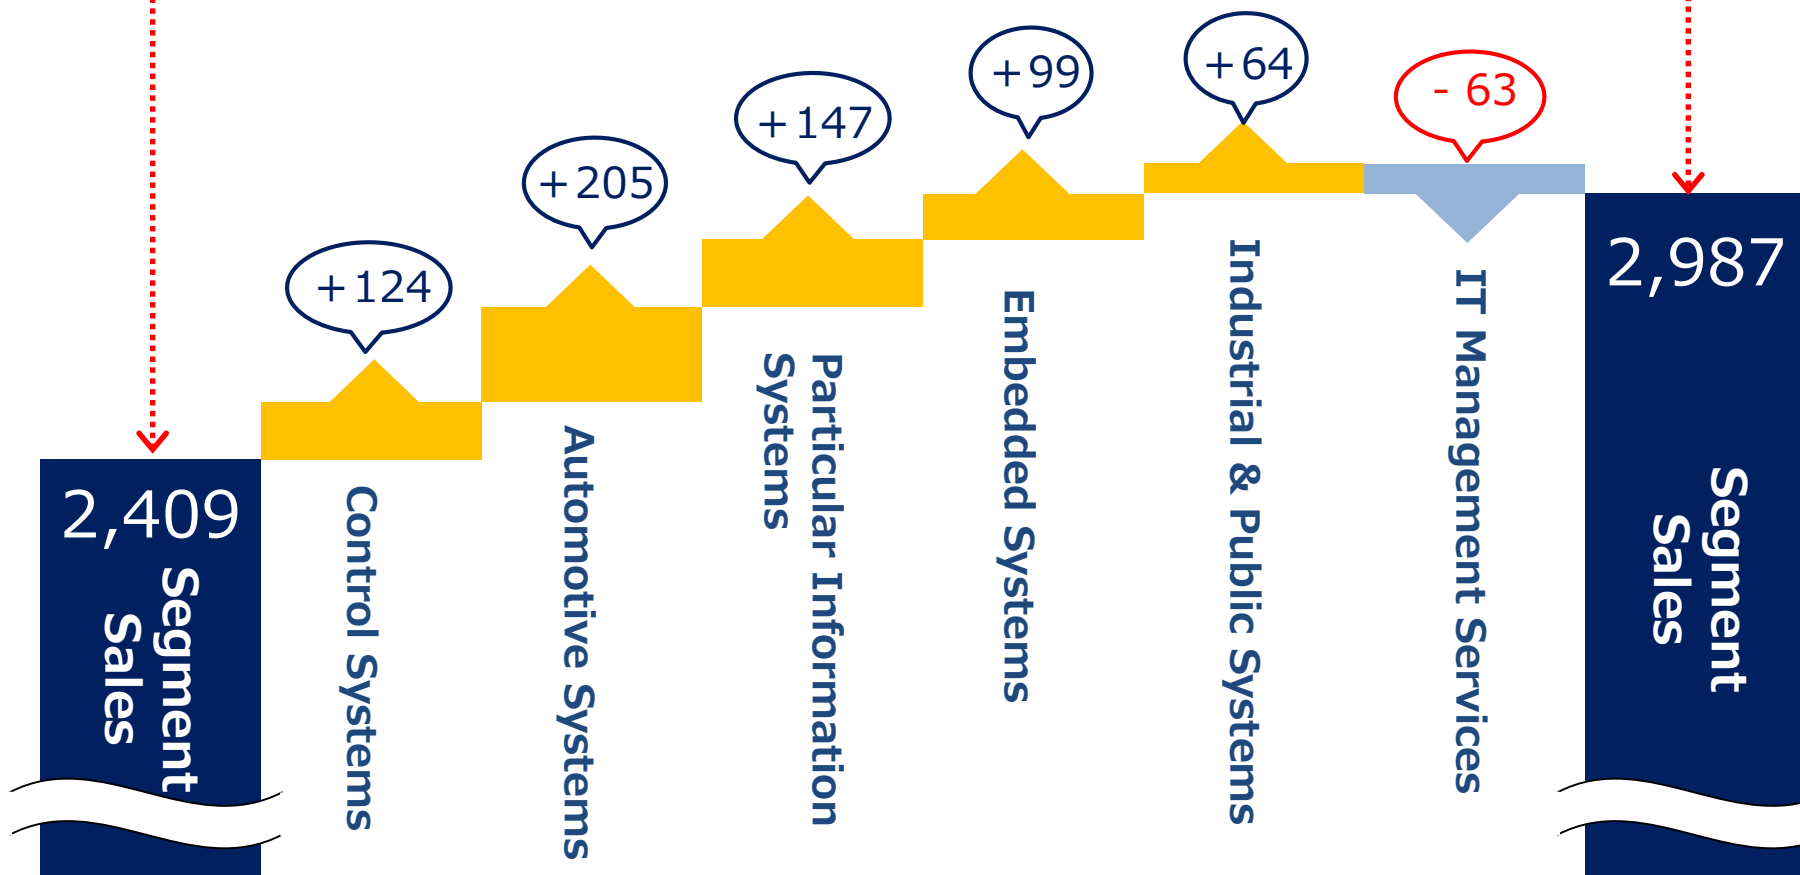 2,409
Segment
Sales
+124
Control Systems
+205
Automotive Systems
+147
Particular Information
Systems
+99
Embedded Systems
+64
Industrial & Public Systems
- 63
IT Management Services
2,987
Segment
Sales